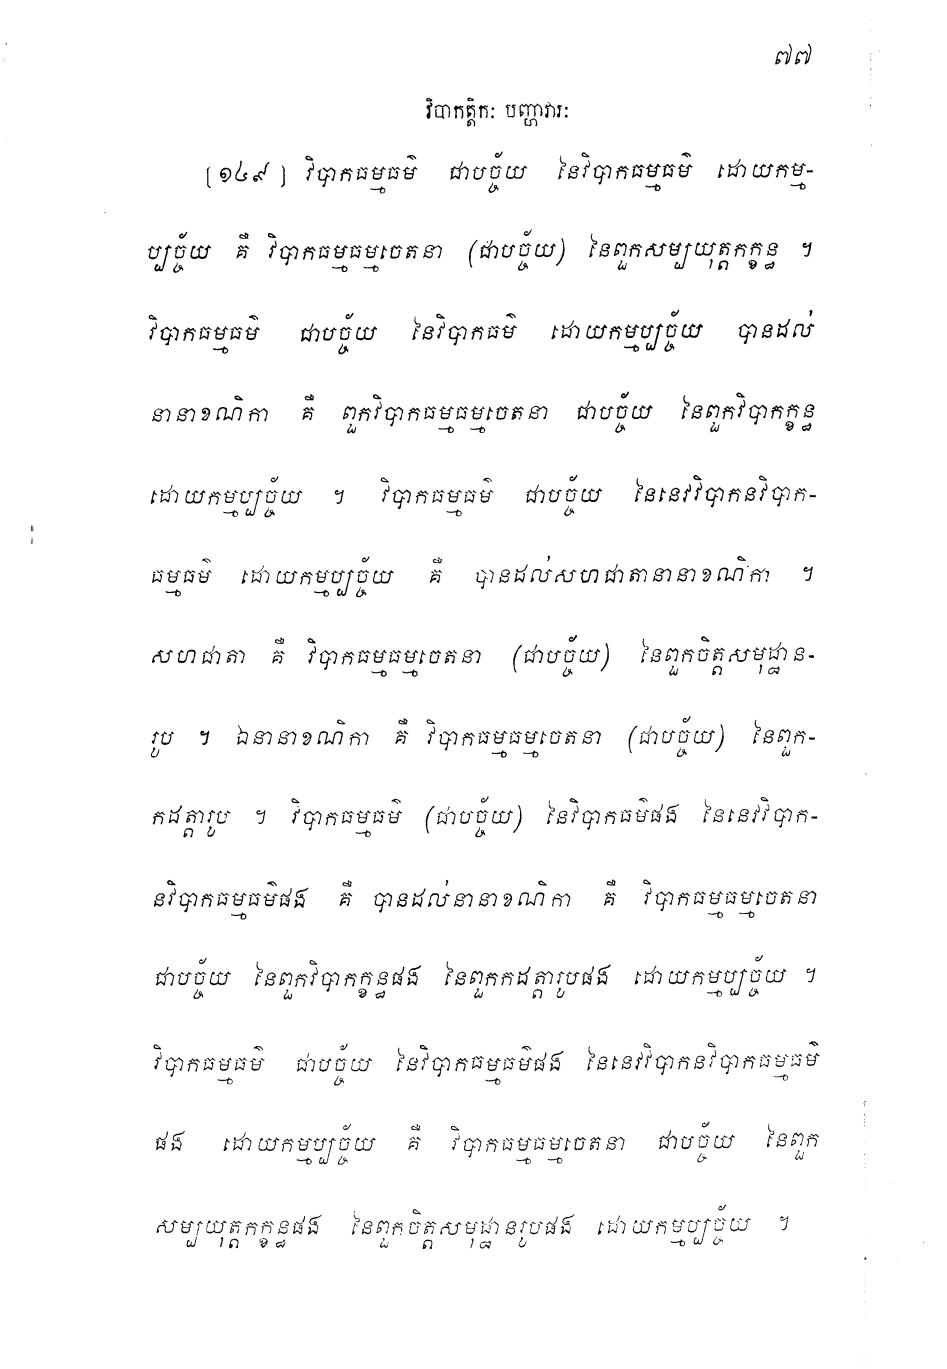 ៧៧
វិបាកត្តិកៈ បញ្ហាវារៈ
[១៤៩] វិបាកធម្មធម៌ ជាបច្ច័យ នៃវិបាកធម្មធម៌ ដោយកម្ម-
ប្បច្ច័យ គឺ វិបាកធម្មធម្មចេតនា (ជាបច្ច័យ) នៃពួកសម្បយុត្តកក្ខន្ធ ។
វិបាកធម្មធម៌ ជាបច្ច័យ នៃវិបាកធម៌ ដោយកម្មប្បច្ច័យ បានដល់
នានាខណិកា គឺ ពួកវិបាកធម្មធម្មចេតនា ជាបច្ច័យ នៃពួកវិបាកក្ខន្ធ
ដោយកម្មប្បច្ច័យ ។ វិបាកធម្មធម៌ ជាបច្ច័យ នៃនេវវិបាកនវិបាក-
ធម្មធម៌ ដោយកម្មប្បច្ច័យ គឺ បានដល់សហជាតានានាខណិកា ។
សហជាតា គឺ វិបាកធម្មធម្មចេតនា (ជាបច្ច័យ) នៃពួកចិត្តសមុដ្ឋាន-
រូប ។ ឯនានាខណិកា គឺ វិបាកធម្មធម្មចេតនា (ជាបច្ច័យ) នៃពួក-
កដត្តារូប ។ វិបាកធម្មធម៌ (ជាបច្ច័យ) នៃវិបាកធម៌ផង នៃនេវវិបាក-
នវិបាកធម្មធម៌ផង គឺ បានដល់នានាខណិកា គឺ វិបាកធម្មធម្មចេតនា
ជាបច្ច័យ នៃពួកវិបាកក្ខន្ធផង នៃពួកកដត្តារូបផង ដោយកម្មប្បច្ច័យ ។
វិបាកធម្មធម៌ ជាបច្ច័យ នៃវិបាកធម្មធម៌ផង នៃនេវវិបាកនវិបាកធម្មធម៌
ផង ដោយកម្មប្បច្ច័យ គឺ វិបាកធម្មធម្មចេតនា ជាបច្ច័យ នៃពួក
សម្បយុត្តកក្ខន្ធផង នៃពួកចិត្តសមុដ្ឋានរូបផង ដោយកម្មប្បច្ច័យ ។